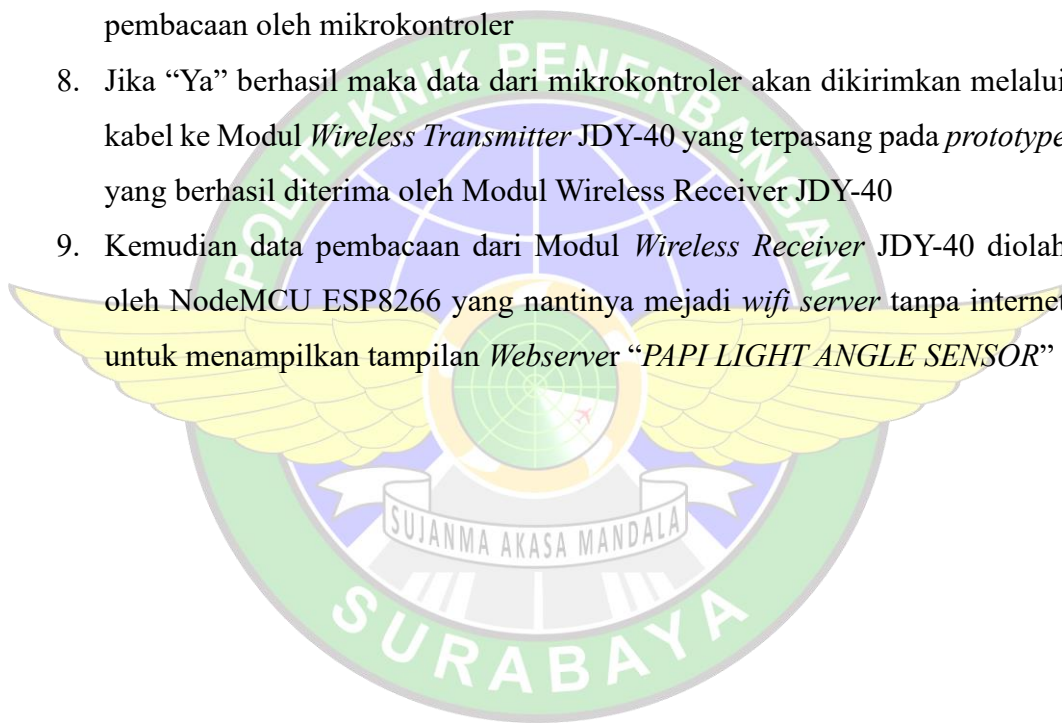 pembacaan oleh mikrokontroler
8. Jika “Ya” berhasil maka data dari mikrokontroler akan dikirimkan melalui
kabel ke Modul Wireless Transmitter JDY-40 yang terpasang pada prototype
yang berhasil diterima oleh Modul Wireless Receiver JDY-40
9. Kemudian data pembacaan dari Modul Wireless Receiver JDY-40 diolah
oleh NodeMCU ESP8266 yang nantinya mejadi wifi server tanpa internet
untuk menampilkan tampilan Webserver “PAPI LIGHT ANGLE SENSOR”
POLITEKNIK PENERBANGAN
SUJANMA AKASA MANDALA
SURABAYA